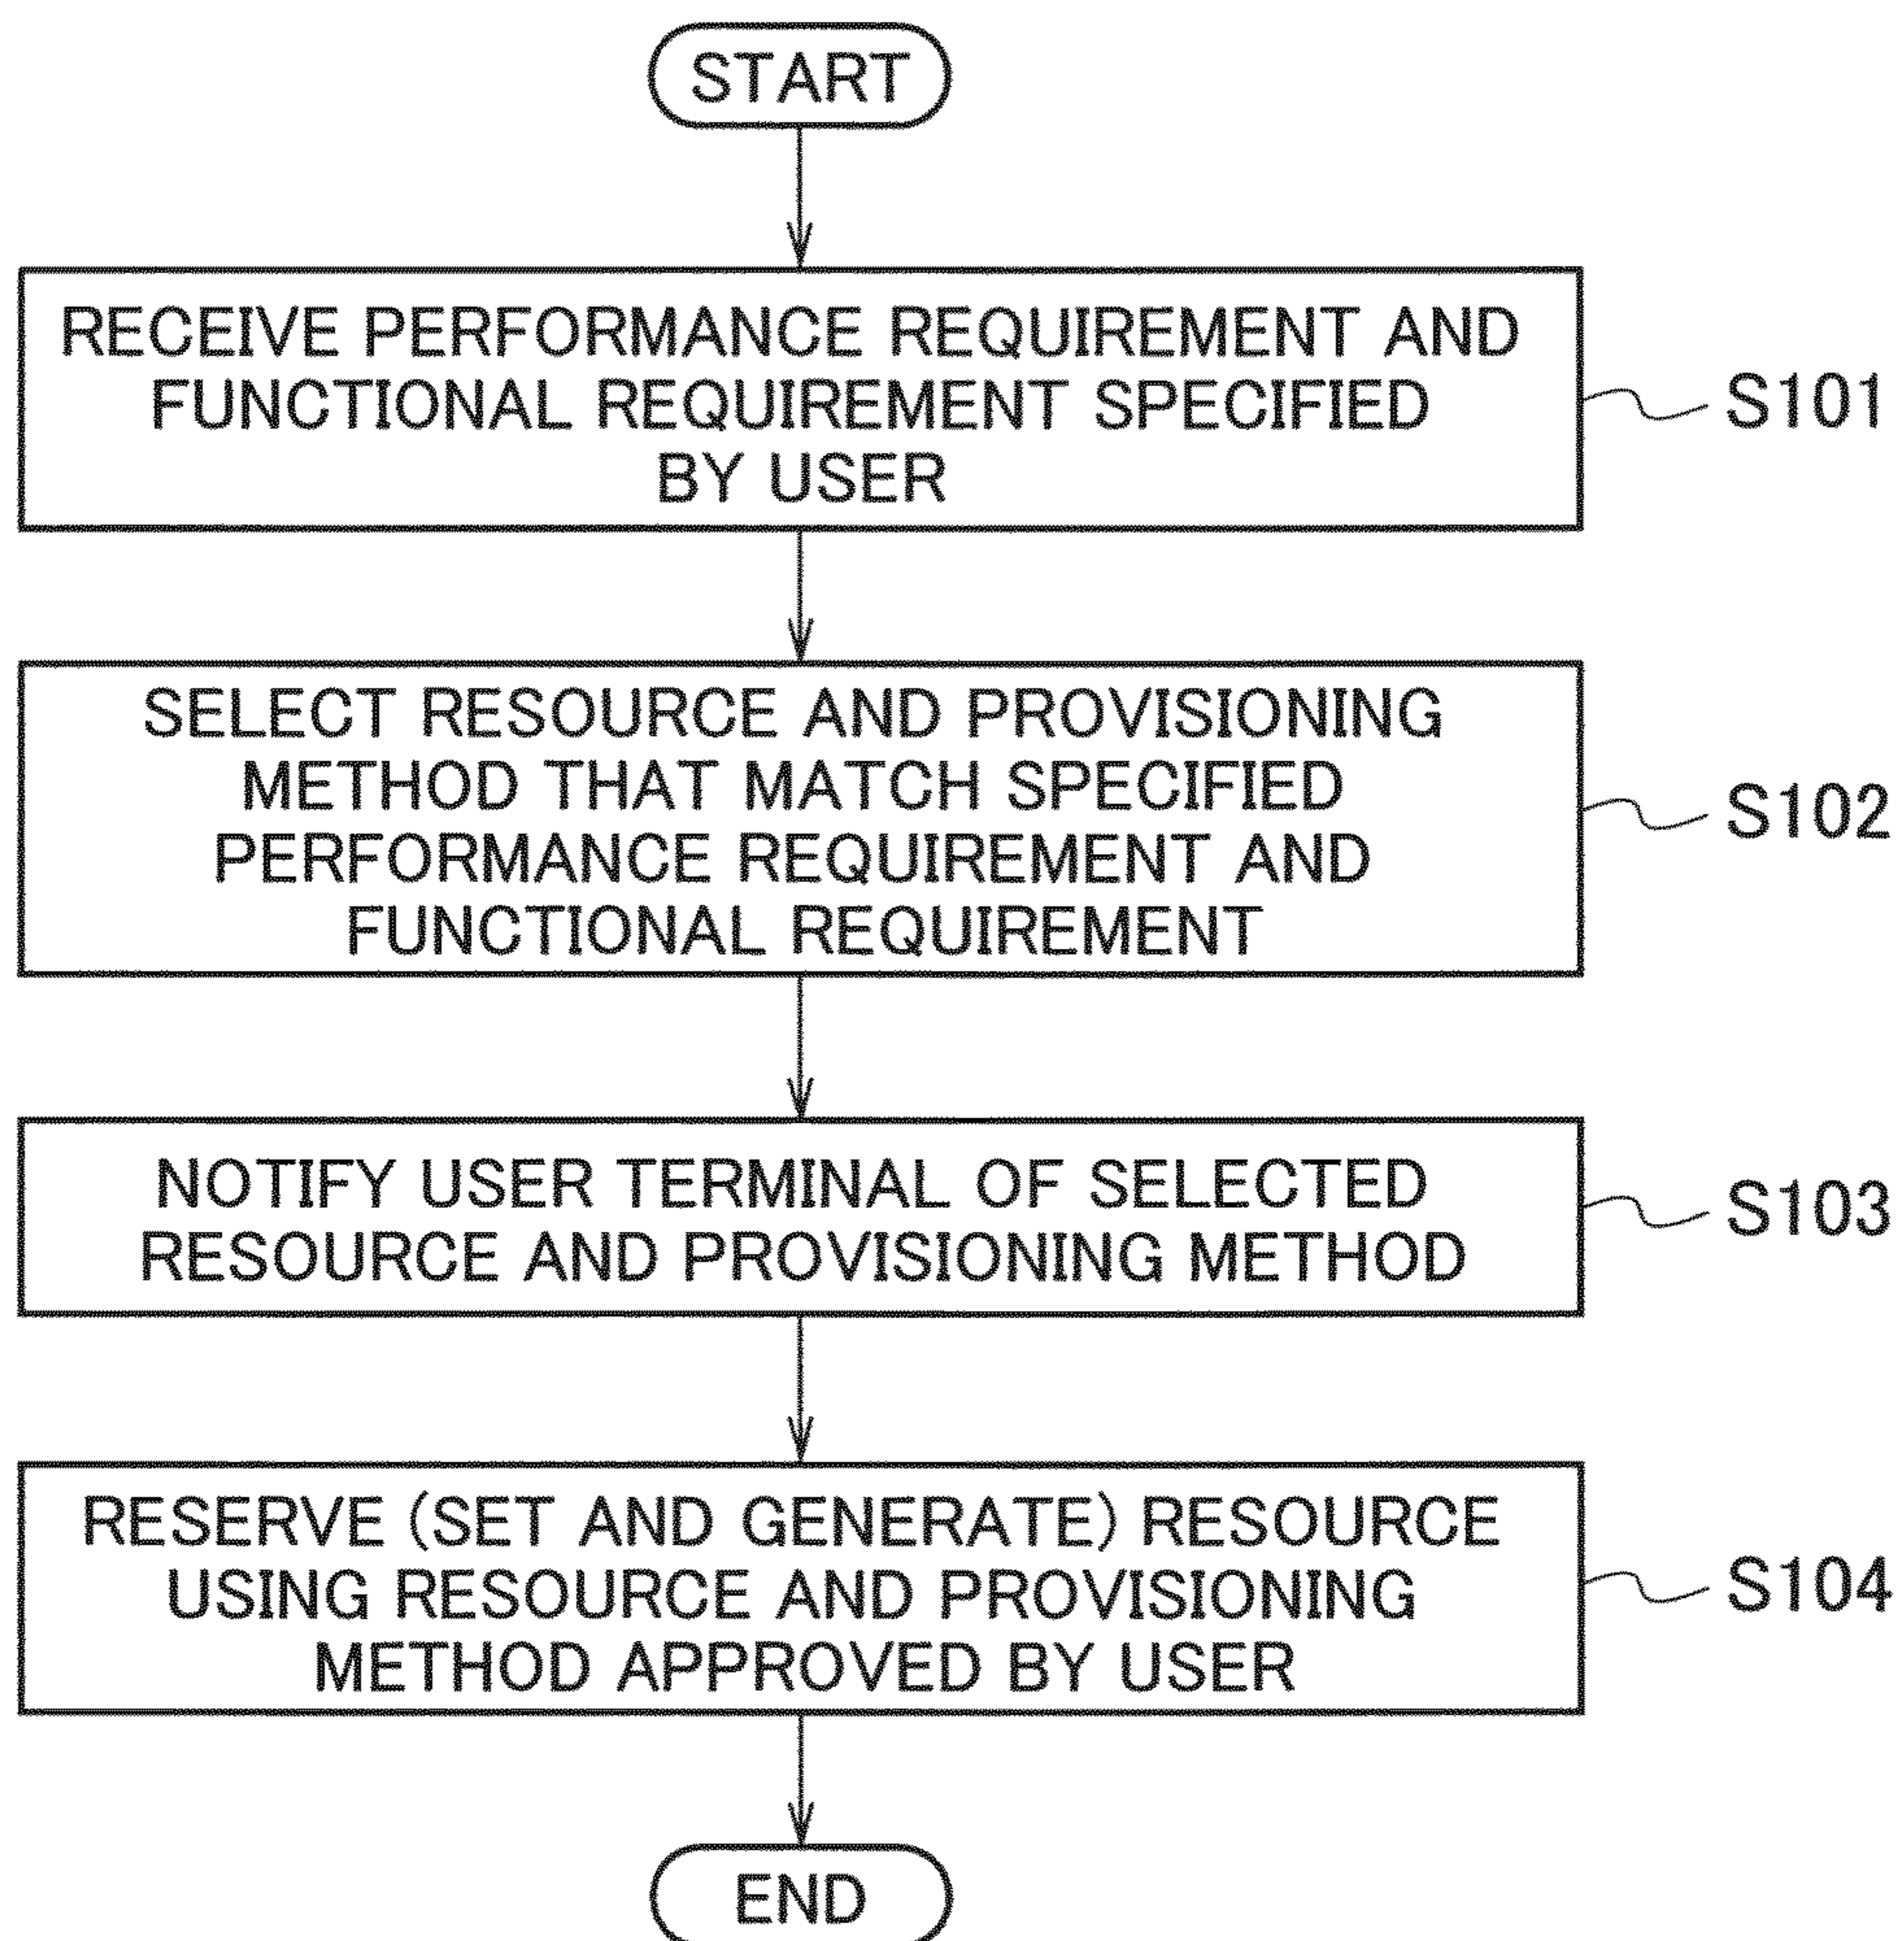 START
RECEIVE PERFORMANCE REQUIREMENT AND
FUNCTIONAL REQUIREMENT SPECIFIED
BY USER
S101
SELECT RESOURCE AND PROVISIONING
METHOD THAT MATCH SPECIFIED
PERFORMANCE REQUIREMENT AND
FUNCTIONAL REQUIREMENT
S102
NOTIFY USER TERMINAL OF SELECTED
RESOURCE AND PROVISIONING METHOD
S103
RESERVE (SET AND GENERATE) RESOURCE
USING RESOURCE AND PROVISIONING
METHOD APPROVED BY USER
S104
END